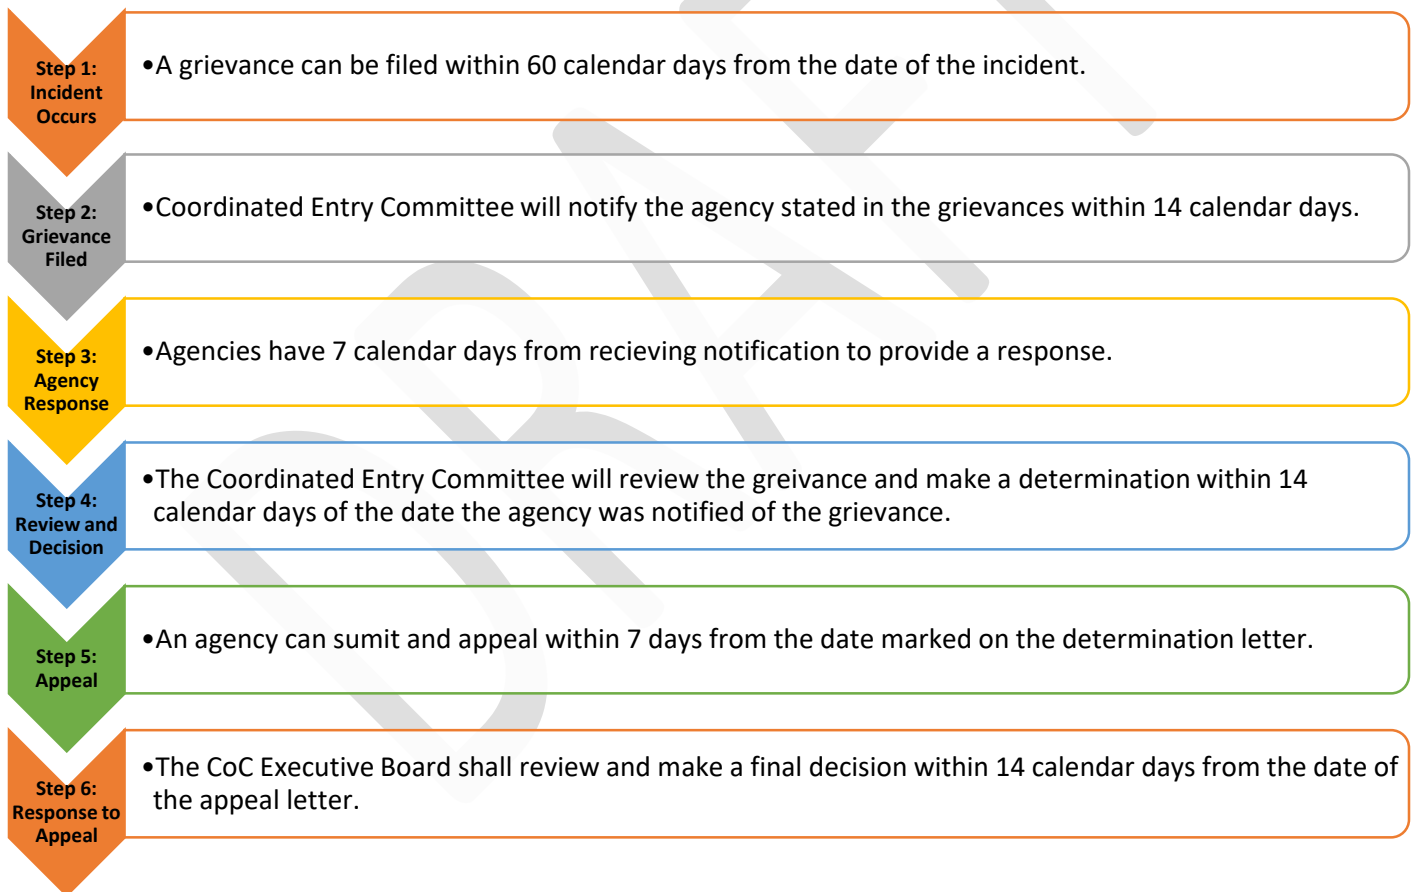 Step 1:
Incident
Occurs
•A grievance can be filed within 60 calendar days from the date of the incident.
Step 2:
Grievance
Filed
•Coordinated Entry Committee will notify the agency stated in the grievances within 14 calendar days.
Step 3:
Agency
Response
•Agencies have 7 calendar days from recieving notification to provide a response.
Step 4:
Review and
Decision
•The Coordinated Entry Committee will review the greivance and make a determination within 14
calendar days of the date the agency was notified of the grievance.
Step 5:
Appeal
•An agency can sumit and appeal within 7 days from the date marked on the determination letter.
Step 6:
Response to
Appeal
•The CoC Executive Board shall review and make a final decision within 14 calendar days from the date of
the appeal letter.
DRAFT